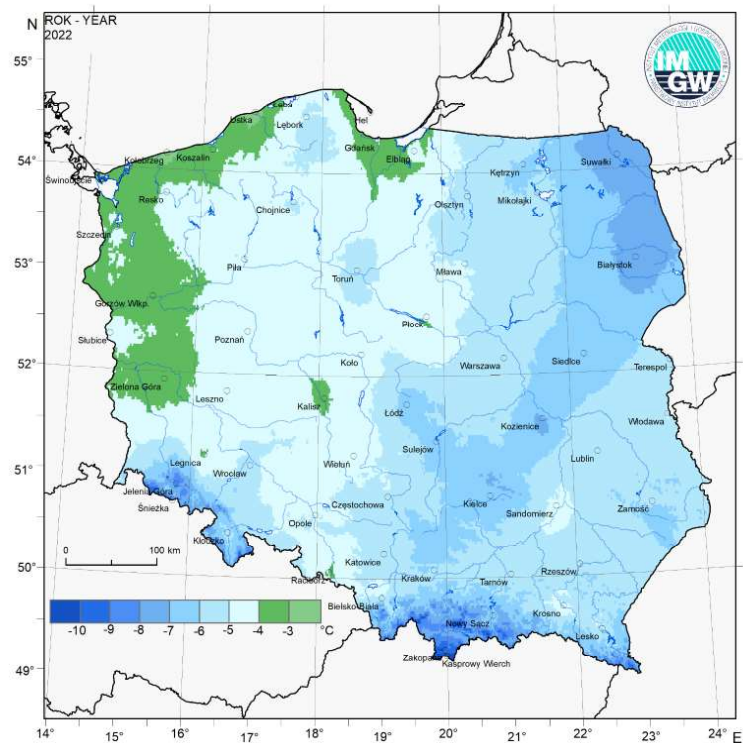 N
ROK - YEAR
2022
IM
GW
55°
Łeba
Ustka
Lębork
Hel
Gdańsk
Elbląg
Koszalin
Kołobrzeg
54°
Świnoujście
Resko
Kętrzyn
Suwałki
Mikołajki
Olsztyn
Chojnice
Szczecin
53°
Piła
Toruń
Mława
Białystok
Gorzów Wlkp.
Płock
Słubice
Poznań
52°
Koło
Warszawa
Siedlce
Terespol
Zielona Góra
Leszno
Kalisz
Łódź
Kozienice
Włodawa
Sulejów
51°
Legnica
Wrocław
Wieluń
Lublin
Jelenia Góra
Śnieżka
Częstochowa
Kielce
Sandomierz
Zamość
Opole
Kłodzko
0 100 km
50°
Katowice
Racibórz
Kraków
Tarnów
Rzeszów
Bielsko Biała
Krosno
Nowy Sącz
Lesko
Zakopane
Kasprowy Wierch
-10 -9 -8 -7 -6 -5 -4 -3 °C
49°
14° 15° 16° 17° 18° 19° 20° 21° 22° 23° 24° E